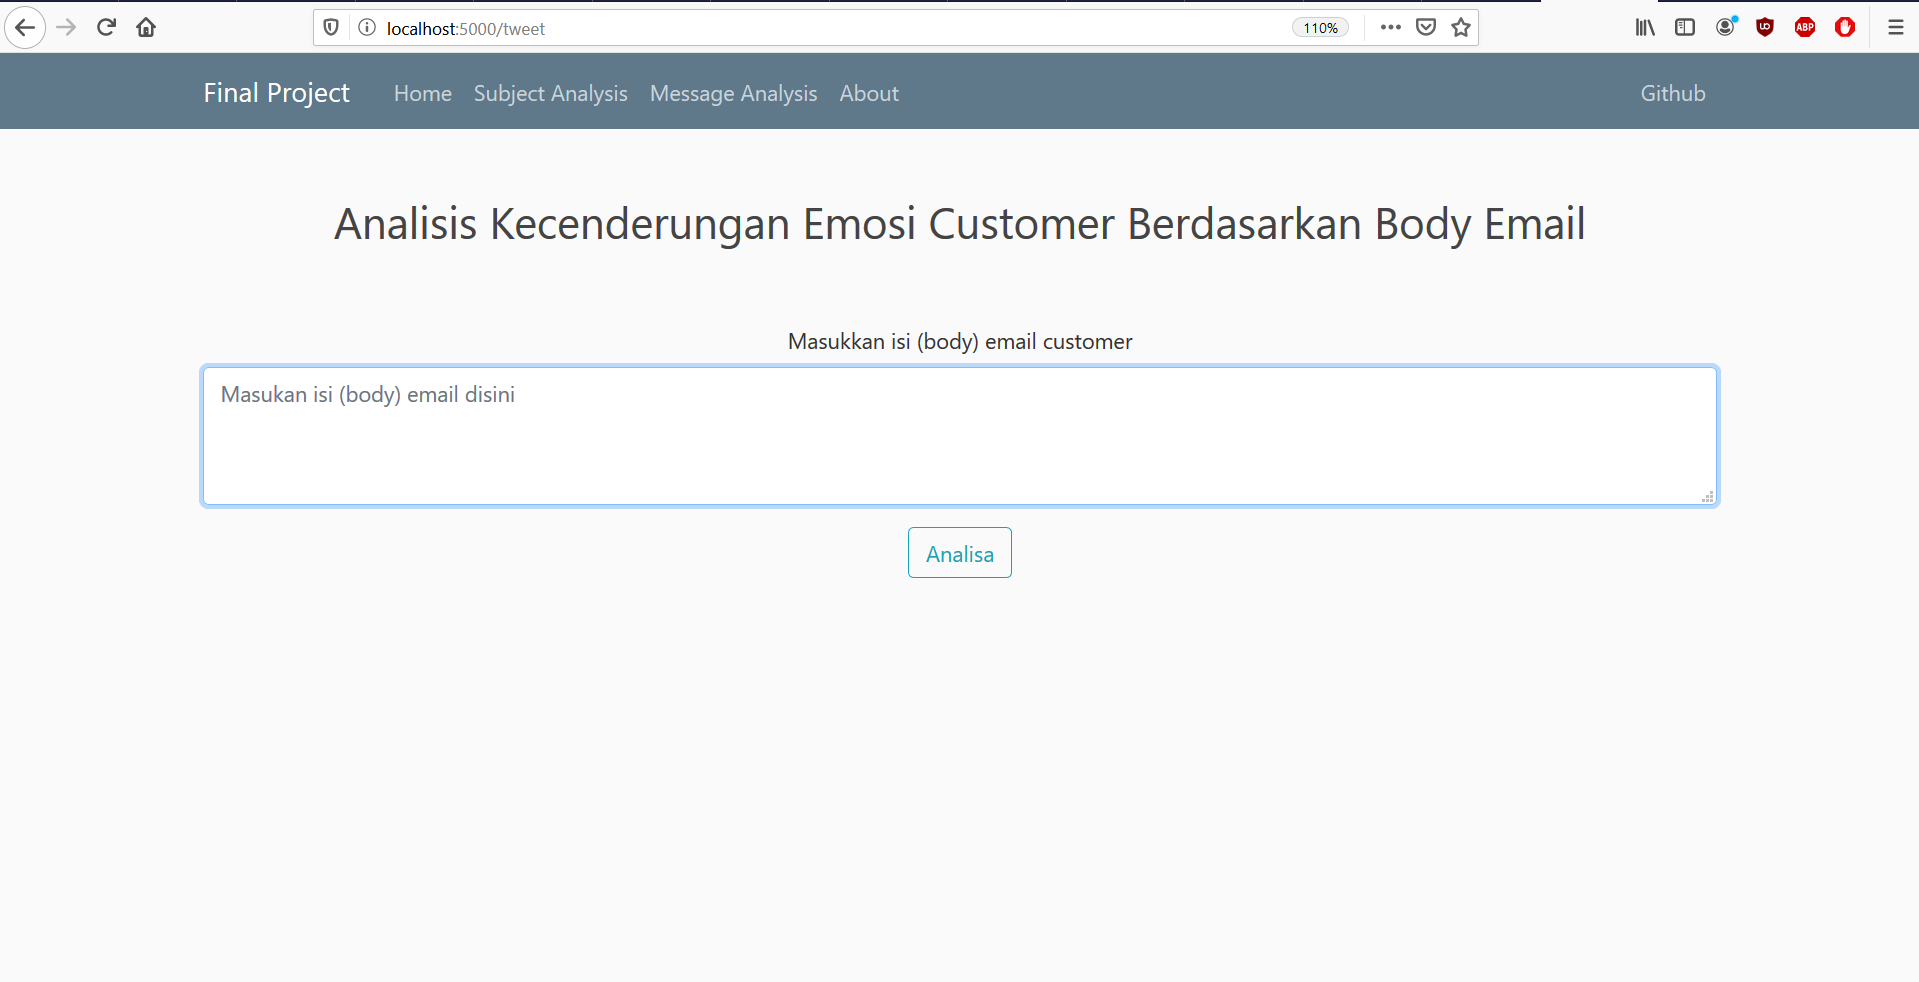 localhost:5000/tweet 110% ABP
Final Project Home Subject Analysis Message Analysis About Github
Analisis Kecenderungan Emosi Customer Berdasarkan Body Email
Masukkan isi (body) email customer
Masukan isi (body) email disini
Analisa